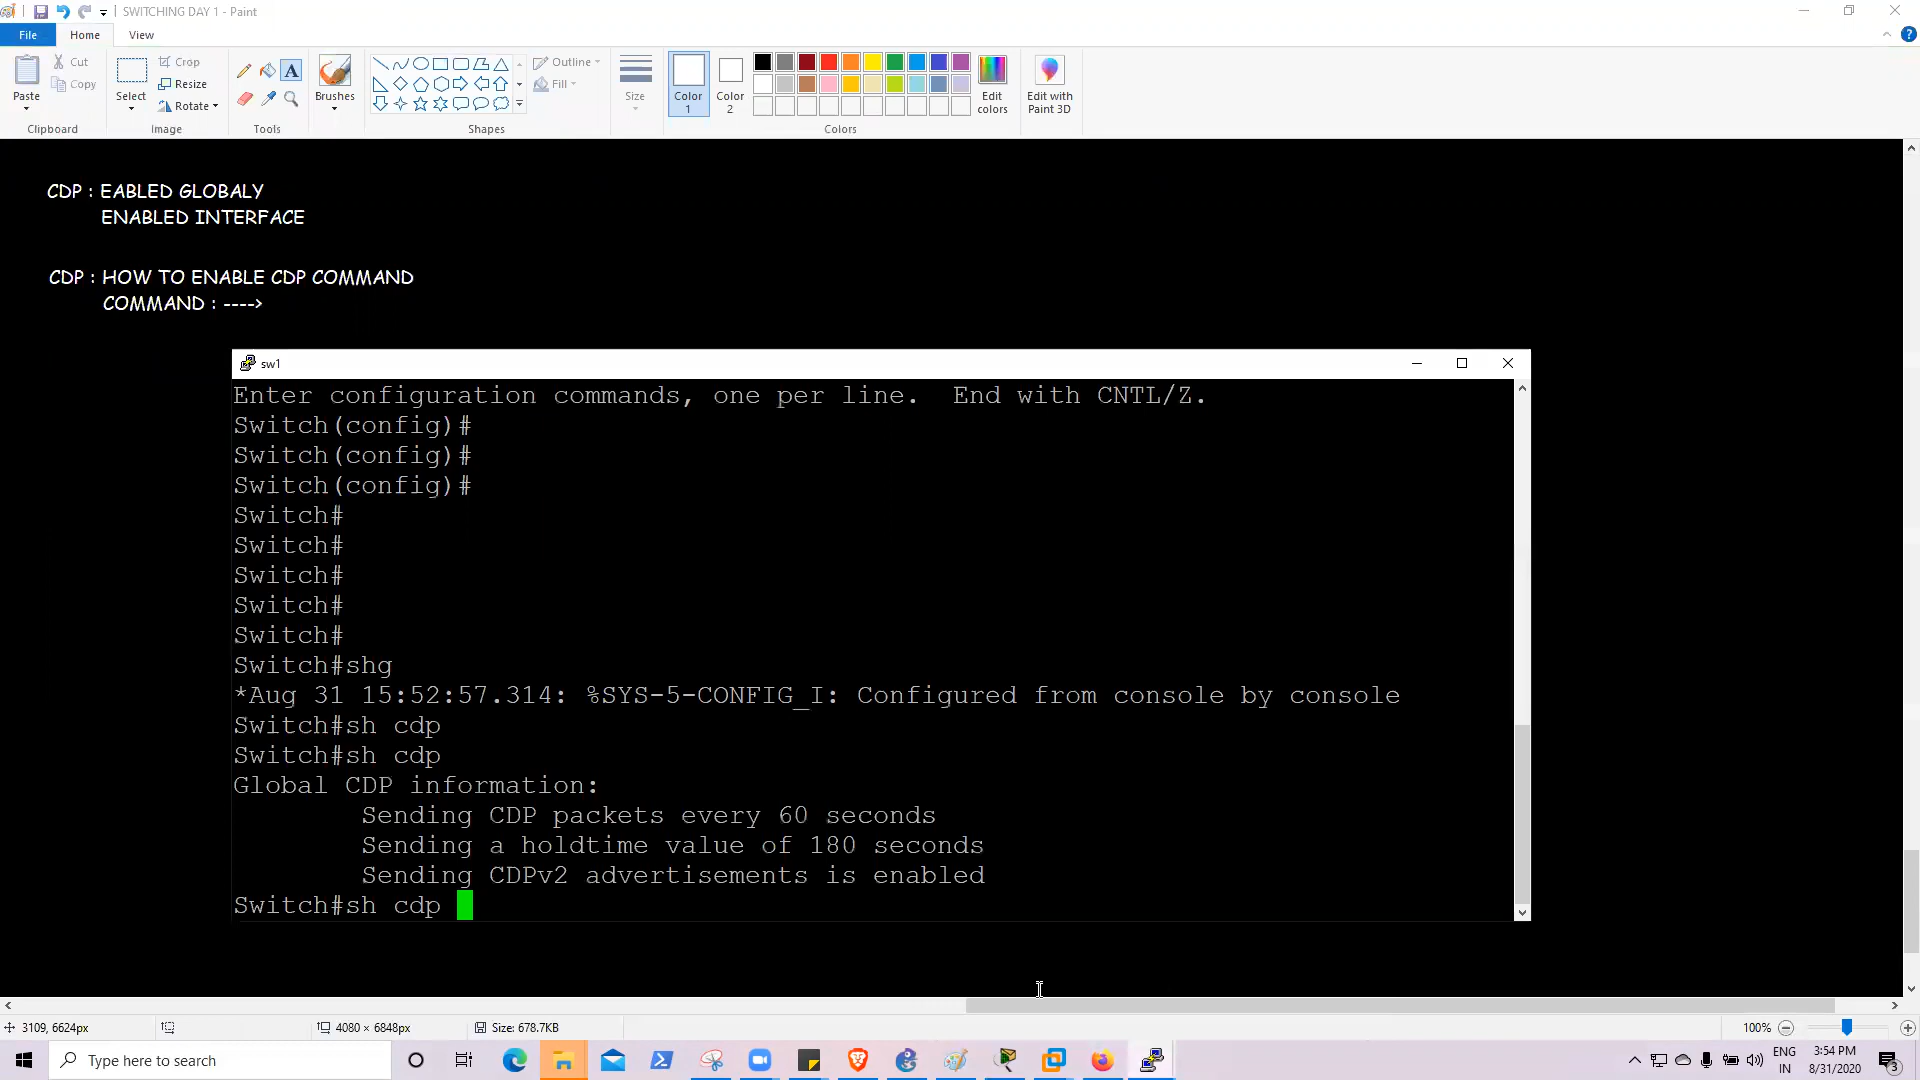 SWITCHING DAY 1 - Paint
File
Home
View
Paste
Cut
Copy
Clipboard
Select
Crop
Resize
Rotate
Image
A
Tools
Brushes
Outline
Fill
Shapes
Size
Color 1
Color 2
Edit colors
Colors
Edit with Paint 3D
CDP : EABLED GLOBALY
ENABLED INTERFACE
CDP : HOW TO ENABLE CDP COMMAND
COMMAND : ---->
sw1
Enter configuration commands, one per line. End with CNTL/Z.
Switch(config)#
Switch(config)#
Switch(config)#
Switch#
Switch#
Switch#
Switch#
Switch#
Switch#shg
*Aug 31 15:52:57.314: %SYS-5-CONFIG_I: Configured from console by console
Switch#sh cdp
Switch#sh cdp
Global CDP information:
Sending CDP packets every 60 seconds
Sending a holdtime value of 180 seconds
Sending CDPv2 advertisements is enabled
Switch#sh cdp
3109, 6624px
4080 × 6848px
Size: 678.7KB
100%
Type here to search
ENG
IN
3:54 PM
8/31/2020
3